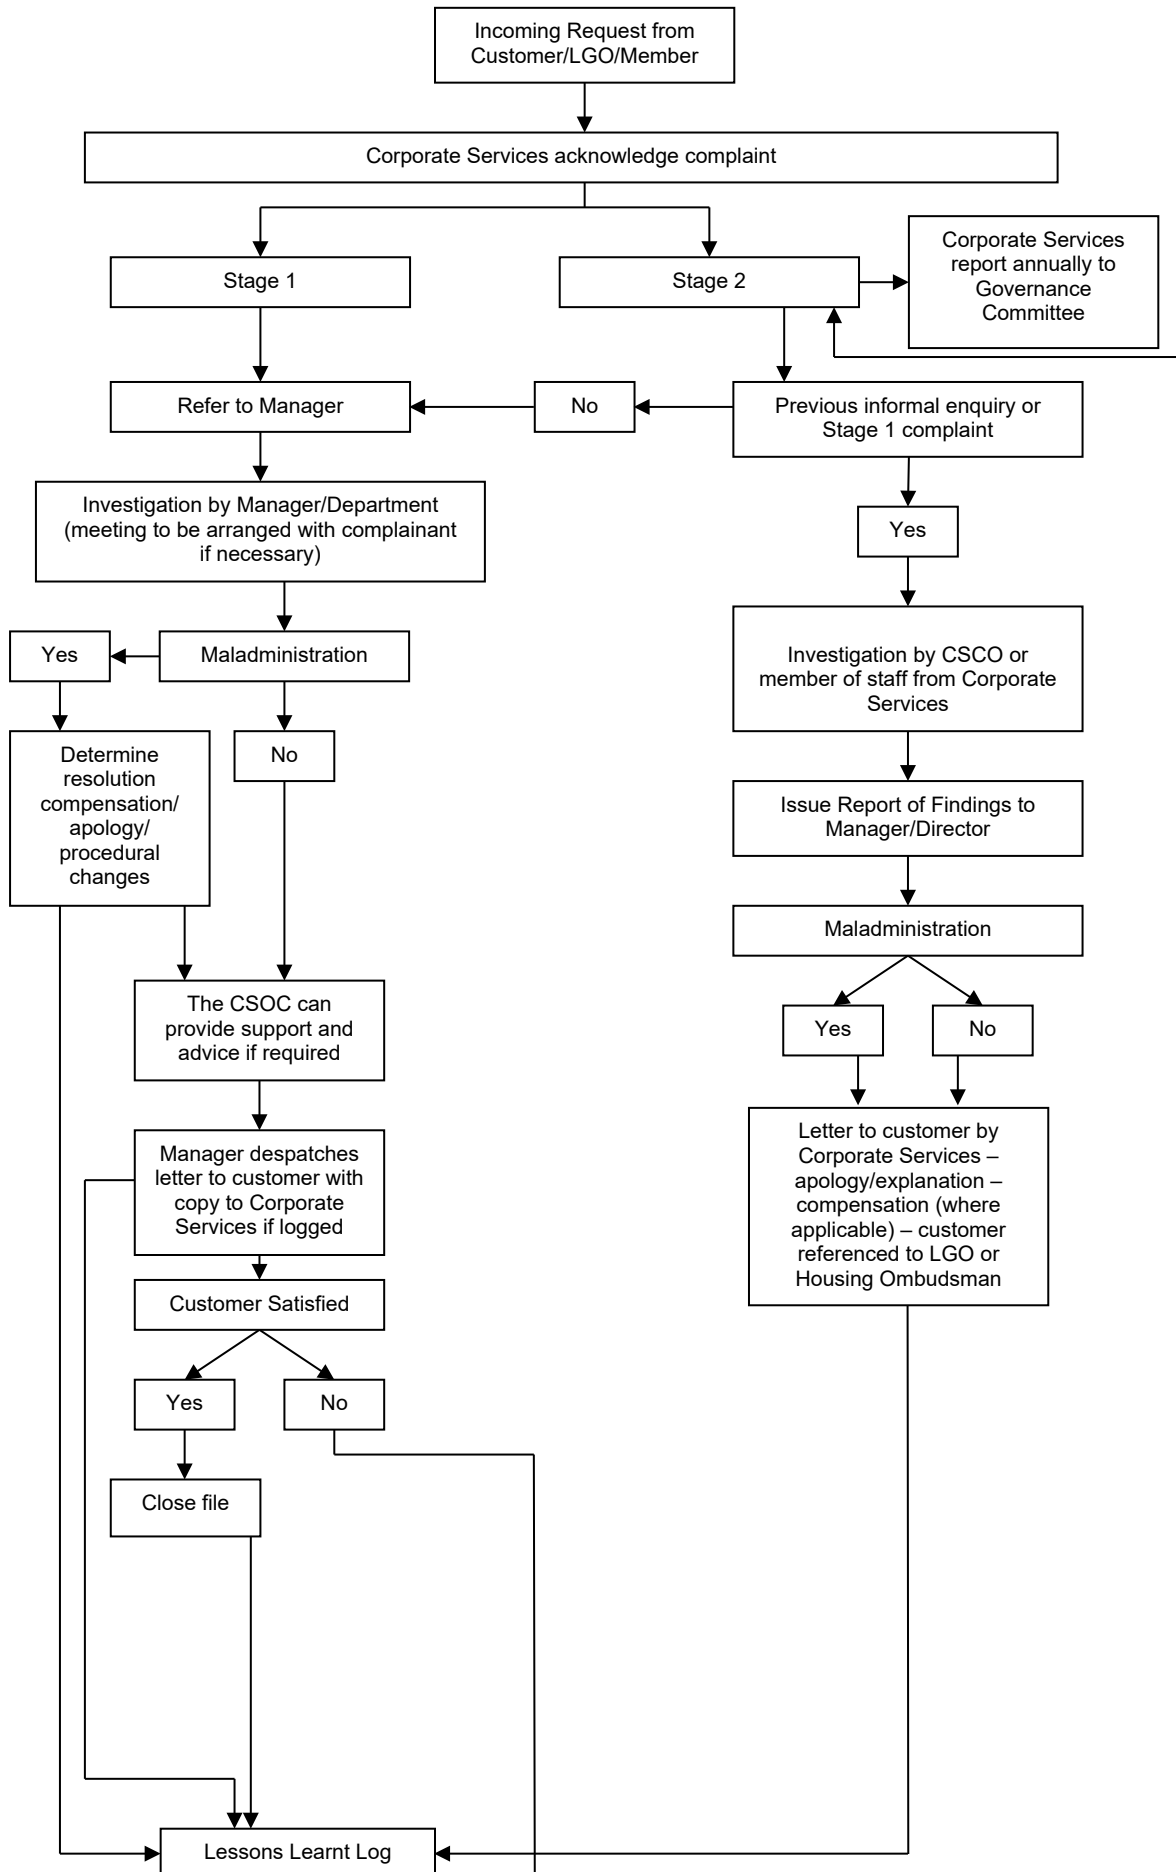 Incoming Request from
Customer/LGO/Member
Corporate Services acknowledge complaint
Stage 1
Stage 2
Corporate Services
report annually to
Governance
Committee
Refer to Manager
No
Previous informal enquiry or
Stage 1 complaint
Investigation by Manager/Department
(meeting to be arranged with complainant
if necessary)
Yes
Yes
Maladministration
Investigation by CSCO or
member of staff from Corporate
Services
Determine
resolution
compensation/
apology/
procedural
changes
No
Issue Report of Findings to
Manager/Director
Maladministration
The CSOC can
provide support and
advice if required
Yes
No
Manager despatches
letter to customer with
copy to Corporate
Services if logged
Letter to customer by
Corporate Services –
apology/explanation –
compensation (where
applicable) – customer
referenced to LGO or
Housing Ombudsman
Customer Satisfied
Yes
No
Close file
Lessons Learnt Log